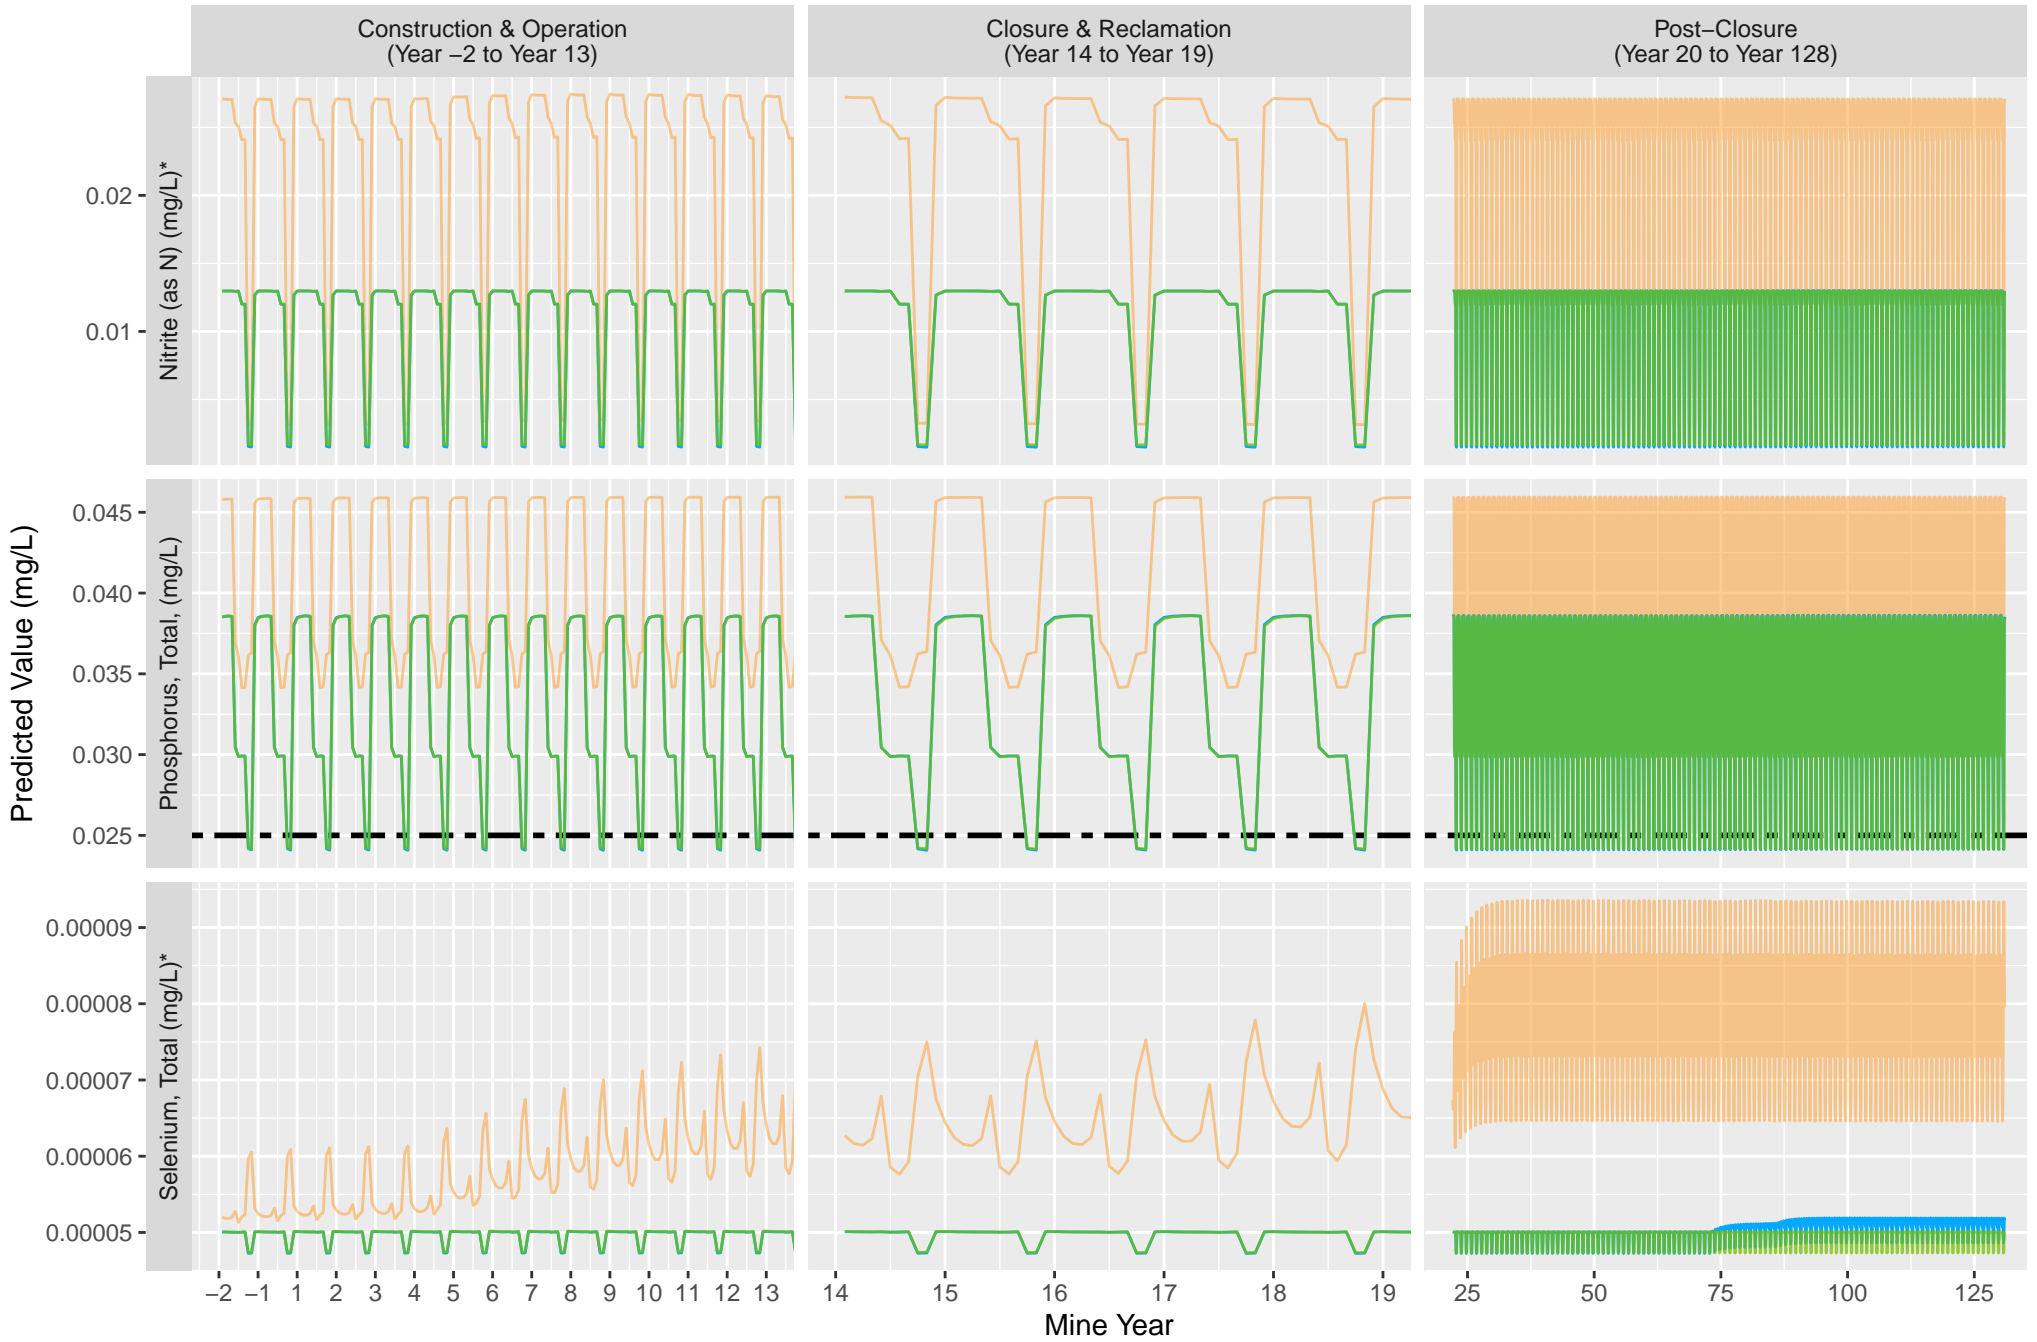 Construction & Operation
(Year −2 to Year 13)
Closure & Reclamation
(Year 14 to Year 19)
Post−Closure
(Year 20 to Year 128)
Predicted Value (mg/L)
Nitrite (as N) (mg/L)*
0.02
0.01
Phosphorus, Total, (mg/L)
0.045
0.040
0.035
0.030
0.025
Selenium, Total (mg/L)*
0.00009
0.00008
0.00007
0.00006
0.00005
−2 −1 1 2 3 4 5 6 7 8 9 10 11 12 13
14 15 16 17 18 19
25 50 75 100 125
Mine Year